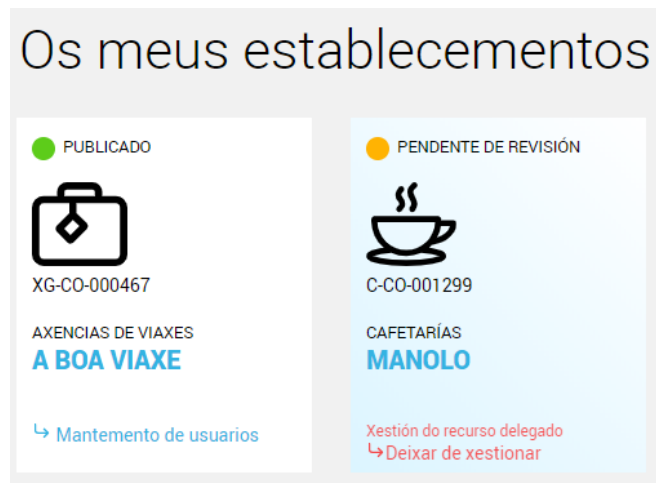 Os meus establecementos
PUBLICADO
XG-CO-000467
AXENCIAS DE VIAXES
A BOA VIAXE
Mantemento de usuarios
PENDENTE DE REVISIÓN
C-CO-001299
CAFETARÍAS
MANOLO
Xestión do recurso delegado
Deixar de xestionar